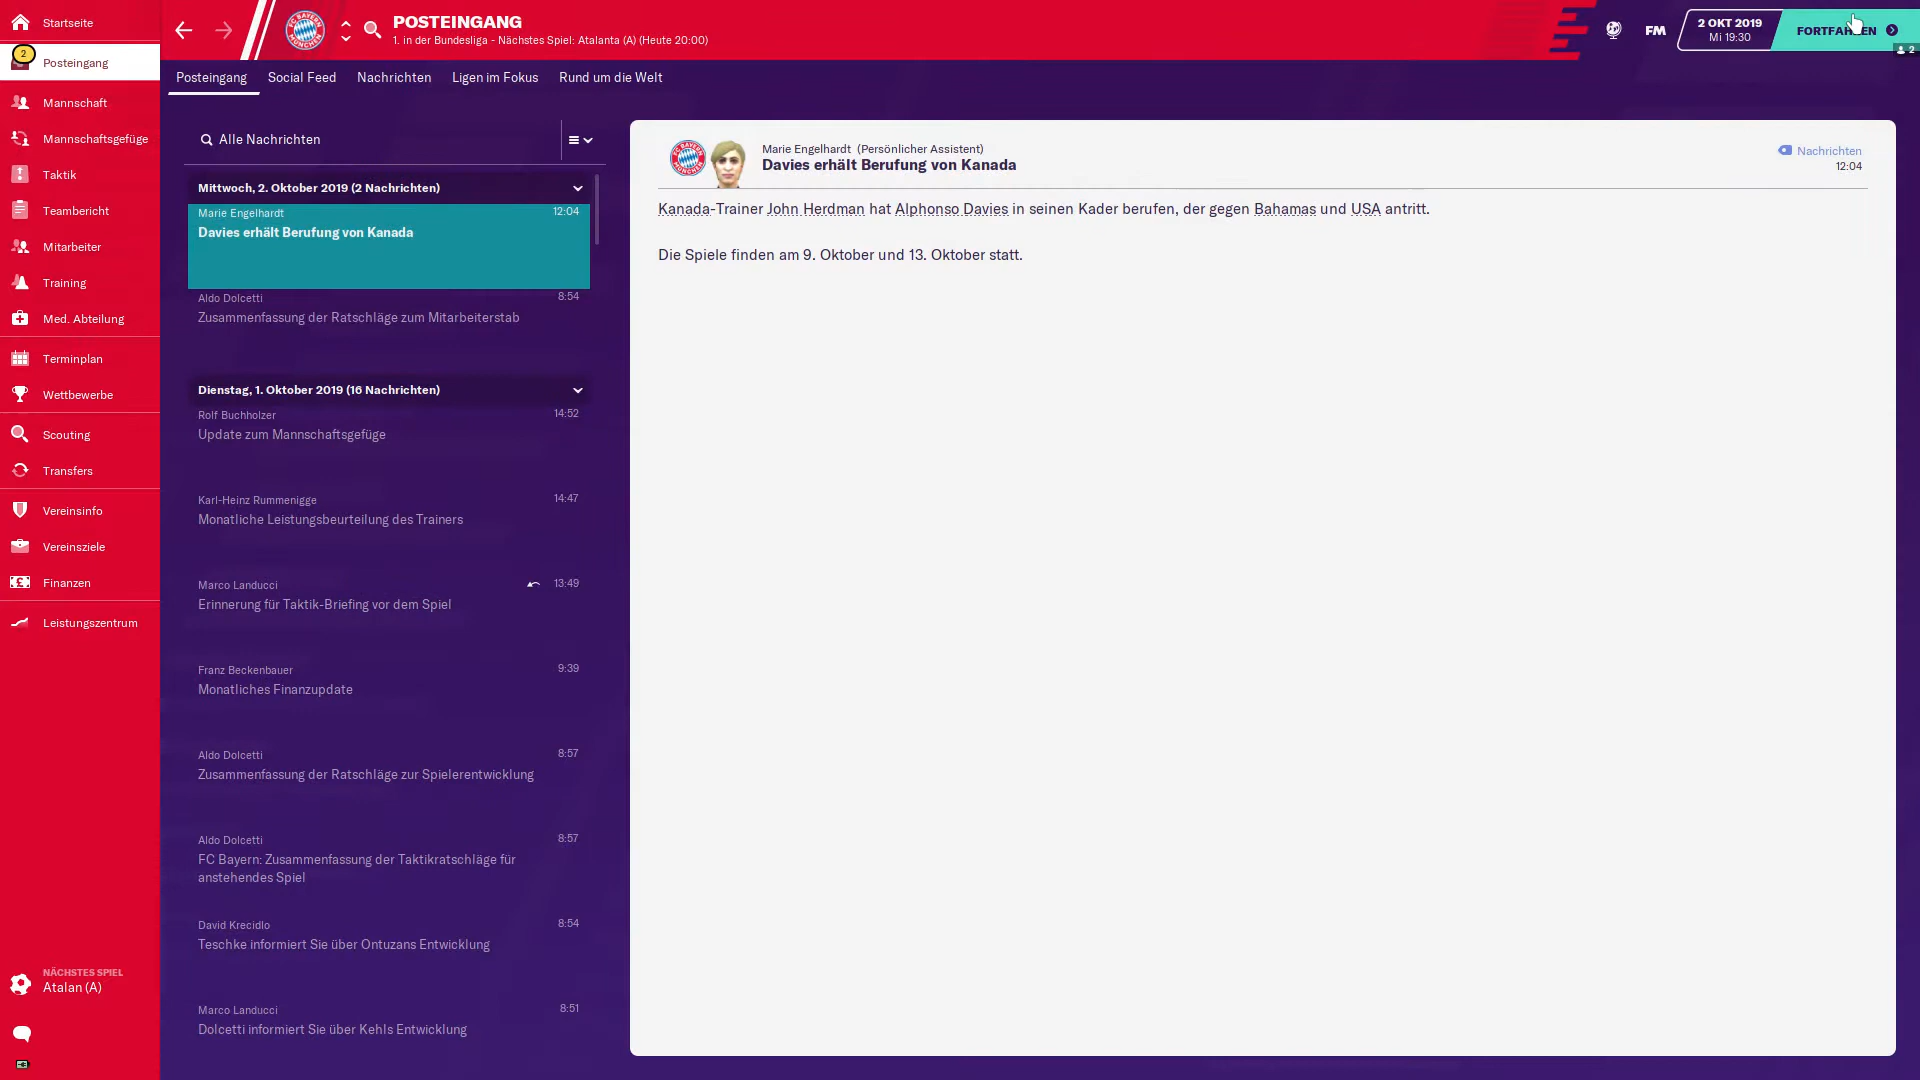 Startseite
2
Posteingang
Mannschaft
Mannschaftsgefüge
Taktik
Teambericht
Mitarbeiter
Training
Med. Abteilung
Terminplan
Wettbewerbe
Scouting
Transfers
Vereinsinfo
Vereinsziele
Finanzen
Leistungszentrum
NÄCHSTES SPIEL
Atalan (A)
POSTEINGANG
1. in der Bundesliga - Nächstes Spiel: Atalanta (A) (Heute 20:00)
FM
2 OKT 2019
Mi 19:30
FORTFAHREN
2
Posteingang Social Feed Nachrichten Ligen im Fokus Rund um die Welt
Alle Nachrichten
Mittwoch, 2. Oktober 2019 (2 Nachrichten)
Marie Engelhardt 12:04
Davies erhält Berufung von Kanada
Aldo Dolcetti 8:54
Zusammenfassung der Ratschläge zum Mitarbeiterstab
Dienstag, 1. Oktober 2019 (16 Nachrichten)
Rolf Buchholzer 14:52
Update zum Mannschaftsgefüge
Karl-Heinz Rummenigge 14:47
Monatliche Leistungsbeurteilung des Trainers
Marco Landucci 13:49
Erinnerung für Taktik-Briefing vor dem Spiel
Franz Beckenbauer 9:39
Monatliches Finanzupdate
Aldo Dolcetti 8:57
Zusammenfassung der Ratschläge zur Spielerentwicklung
Aldo Dolcetti 8:57
FC Bayern: Zusammenfassung der Taktikratschläge für
anstehendes Spiel
David Krecidlo 8:54
Teschke informiert Sie über Ontuzans Entwicklung
Marco Landucci 8:51
Dolcetti informiert Sie über Kehls Entwicklung
Marie Engelhardt (Persönlicher Assistent)
Davies erhält Berufung von Kanada
Nachrichten
12:04
Kanada-Trainer John Herdman hat Alphonso Davies in seinen Kader berufen, der gegen Bahamas und USA antritt.
Die Spiele finden am 9. Oktober und 13. Oktober statt.